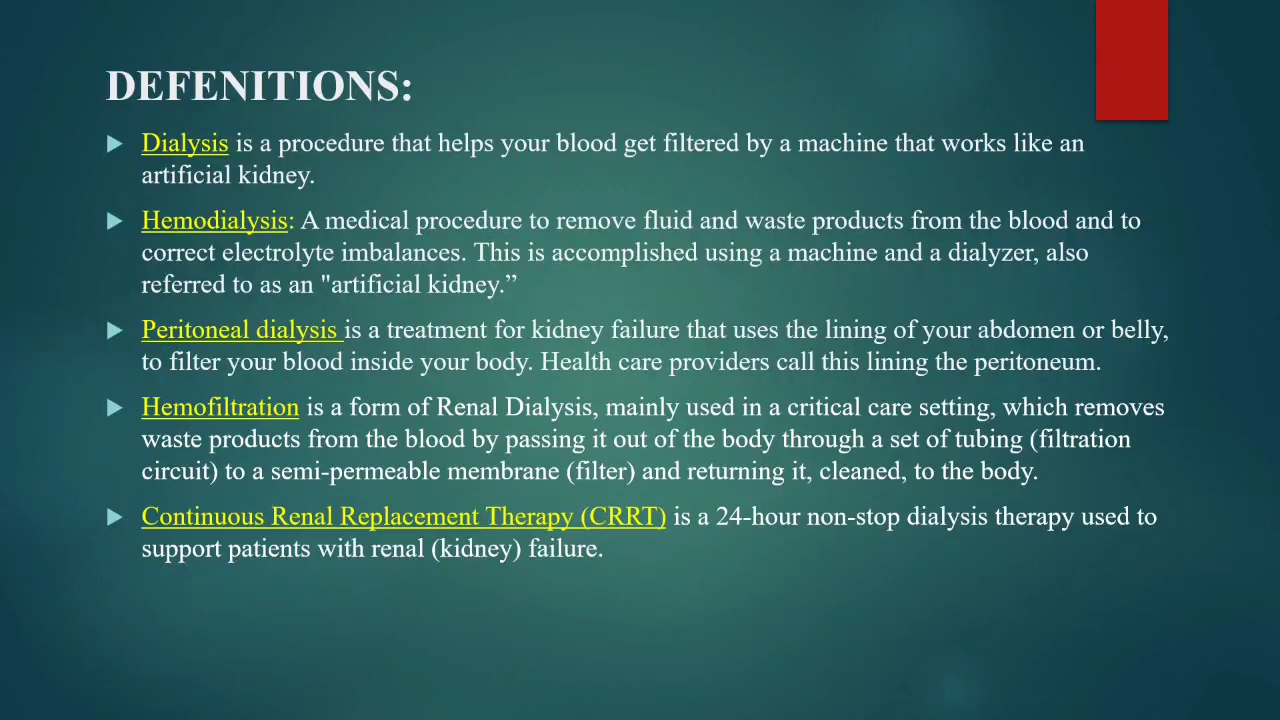 DEFENITIONS:
Dialysis is a procedure that helps your blood get filtered by a machine that works like an
artificial kidney.
Hemodialysis: A medical procedure to remove fluid and waste products from the blood and to
correct electrolyte imbalances. This is accomplished using a machine and a dialyzer, also
referred to as an "artificial kidney.”
Peritoneal dialysis is a treatment for kidney failure that uses the lining of your abdomen or belly,
to filter your blood inside your body. Health care providers call this lining the peritoneum.
Hemofiltration is a form of Renal Dialysis, mainly used in a critical care setting, which removes
waste products from the blood by passing it out of the body through a set of tubing (filtration
circuit) to a semi-permeable membrane (filter) and returning it, cleaned, to the body.
Continuous Renal Replacement Therapy (CRRT) is a 24-hour non-stop dialysis therapy used to
support patients with renal (kidney) failure.